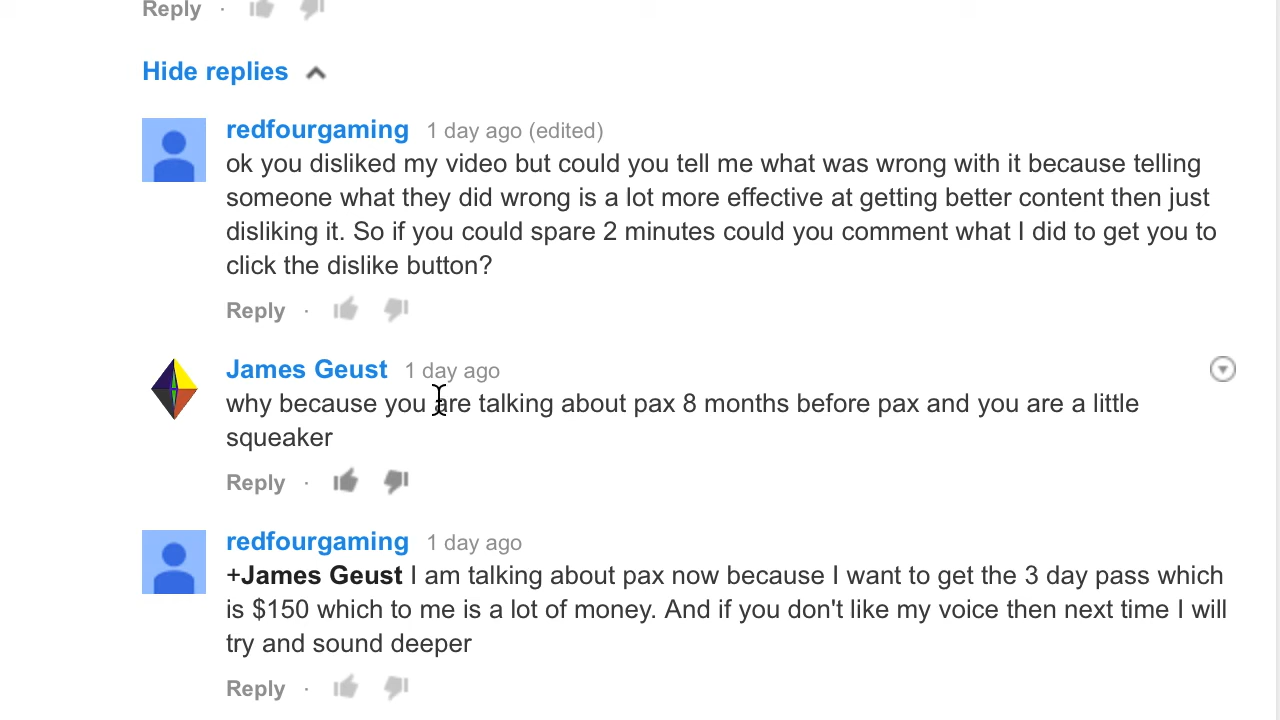 Reply ·
Hide replies
redfourgaming 1 day ago (edited)
ok you disliked my video but could you tell me what was wrong with it because telling
someone what they did wrong is a lot more effective at getting better content then just
disliking it. So if you could spare 2 minutes could you comment what I did to get you to
click the dislike button?
Reply ·
James Geust 1 day ago
why because you are talking about pax 8 months before pax and you are a little
squeaker
Reply ·
redfourgaming 1 day ago
+James Geust I am talking about pax now because I want to get the 3 day pass which
is $150 which to me is a lot of money. And if you don't like my voice then next time I will
try and sound deeper
Reply ·